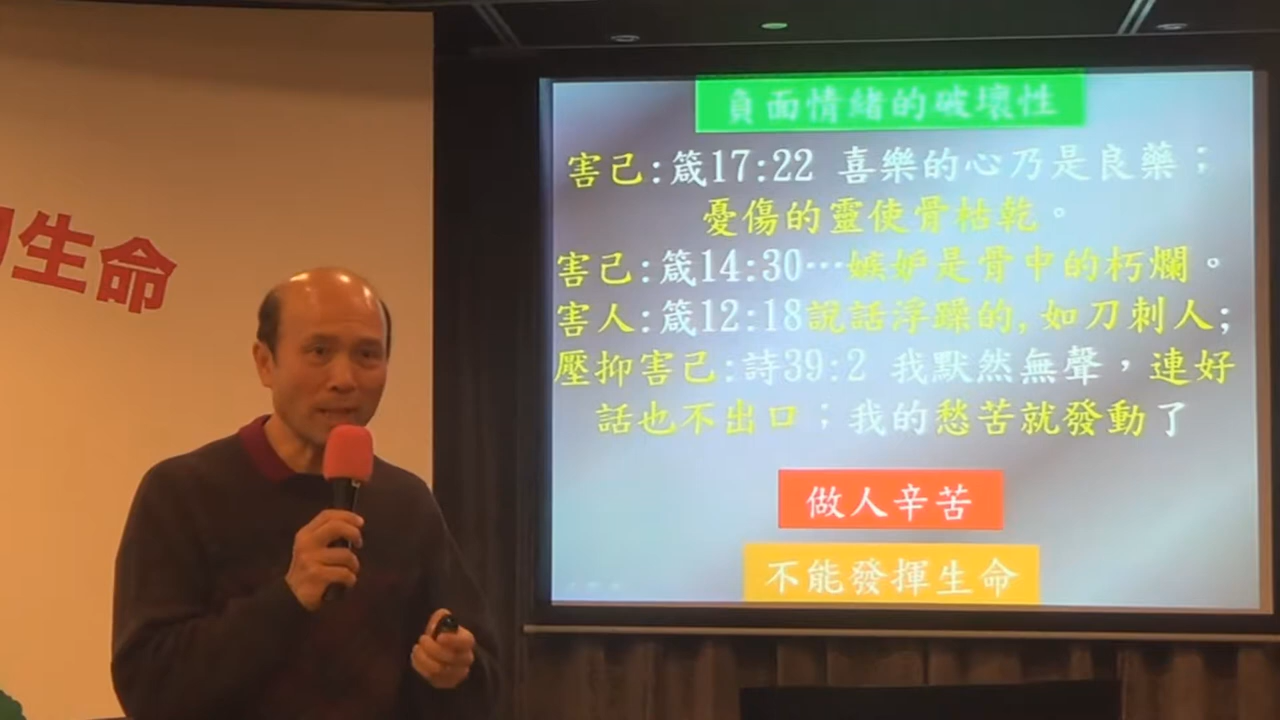 生命
負面情緒的破壞性
害己:箴17:22 喜樂的心乃是良藥；
憂傷的靈使骨枯乾。
害己:箴14:30…嫉妒是骨中的朽爛。
害人:箴12:18說話浮躁的,如刀刺人;
壓抑害己:詩39:2 我默然無聲，連好
話也不出口；我的愁苦就發動了
做人辛苦
不能發揮生命